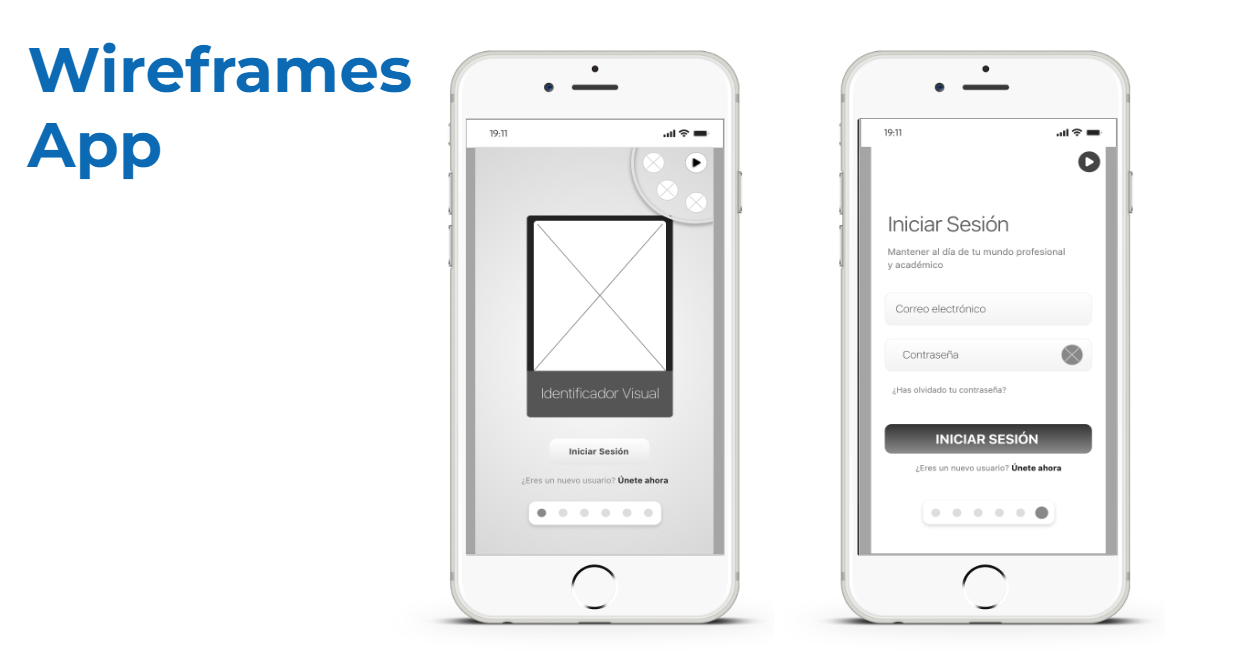 Wireframes
App
19:11
Identificador Visual
Iniciar Sesión
¿Eres un nuevo usuario? Únete ahora
19:11
Iniciar Sesión
Mantener al día de tu mundo profesional
y académico
Correo electrónico
Contraseña
¿Has olvidado tu contraseña?
INICIAR SESIÓN
¿Eres un nuevo usuario? Únete ahora